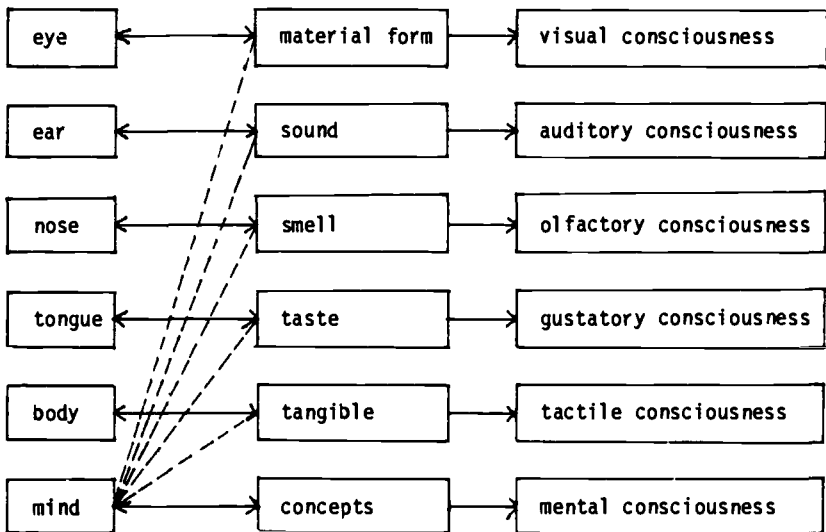 eye material form visual consciousness
ear sound auditory consciousness
nose smell olfactory consciousness
tongue taste gustatory consciousness
body tangible tactile consciousness
mind concepts mental consciousness